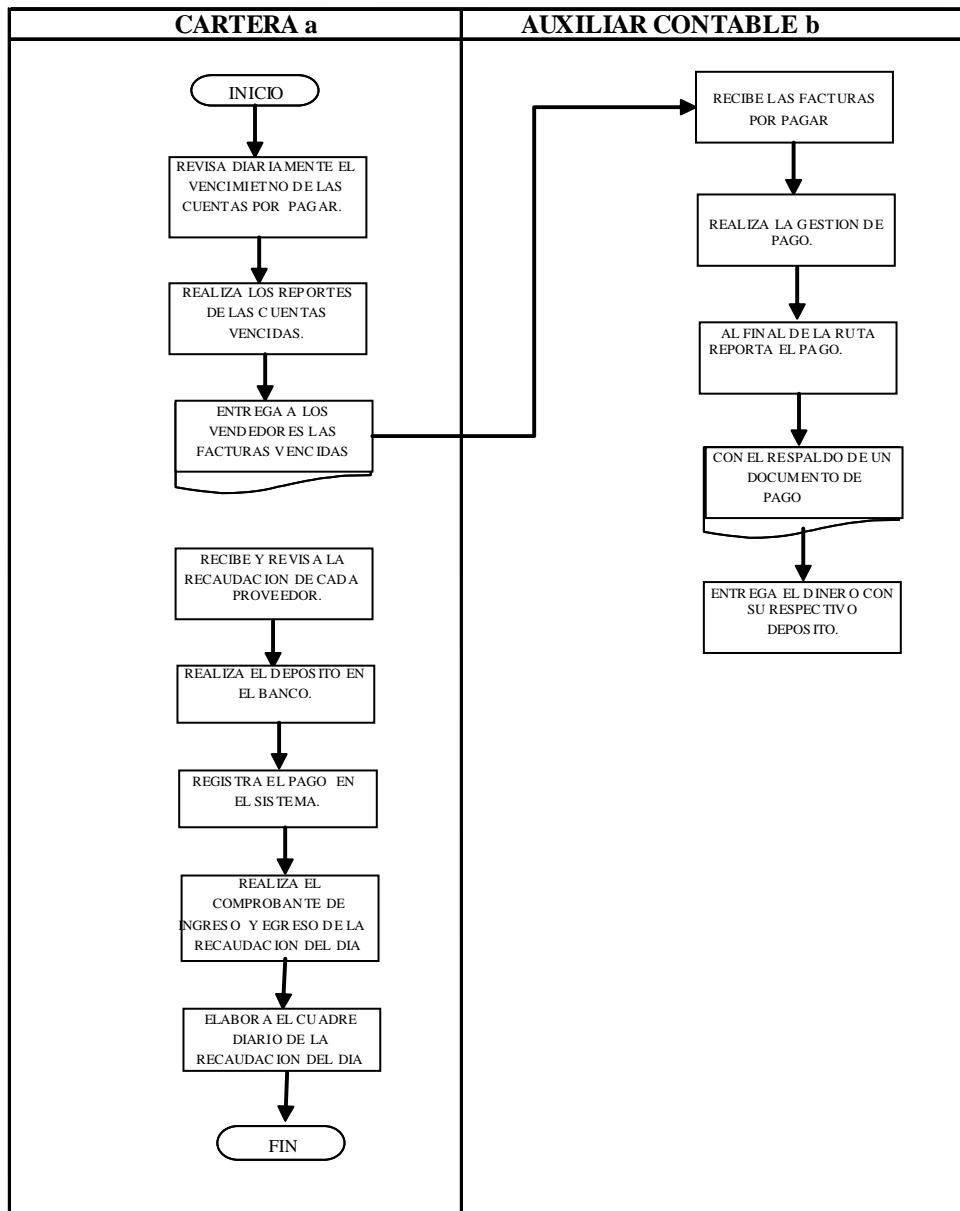 CARTERA a
AUXILIAR CONTABLE b
INICIO
REVISA DIARIAMENTE EL
VENCIMIETNO DE LAS
CUENTAS POR PAGAR.
REALIZA LOS REPORTES
DE LAS CUENTAS
VENCIDAS.
ENTREGA A LOS
VENDEDORES LAS
FACTURAS VENCIDAS
RECIBE LAS FACTURAS
POR PAGAR
REALIZA LA GESTION DE
PAGO.
AL FINAL DE LA RUTA
REPORTA EL PAGO.
CON EL RESPALDO DE UN
DOCUMENTO DE
PAGO
ENTREGA EL DINERO CON
SU RESPECTIVO
DEPOSITO.
RECIBE Y REVISA LA
RECAUDACION DE CADA
PROVEEDOR.
REALIZA EL DEPOSITO EN
EL BANCO.
REGISTRA EL PAGO EN
EL SISTEMA.
REALIZA EL
COMPROBANTE DE
INGRESO Y EGRESO DE LA
RECAUDACION DEL DIA
ELABORA EL CUADRE
DIARIO DE LA
RECAUDACION DEL DIA
FIN